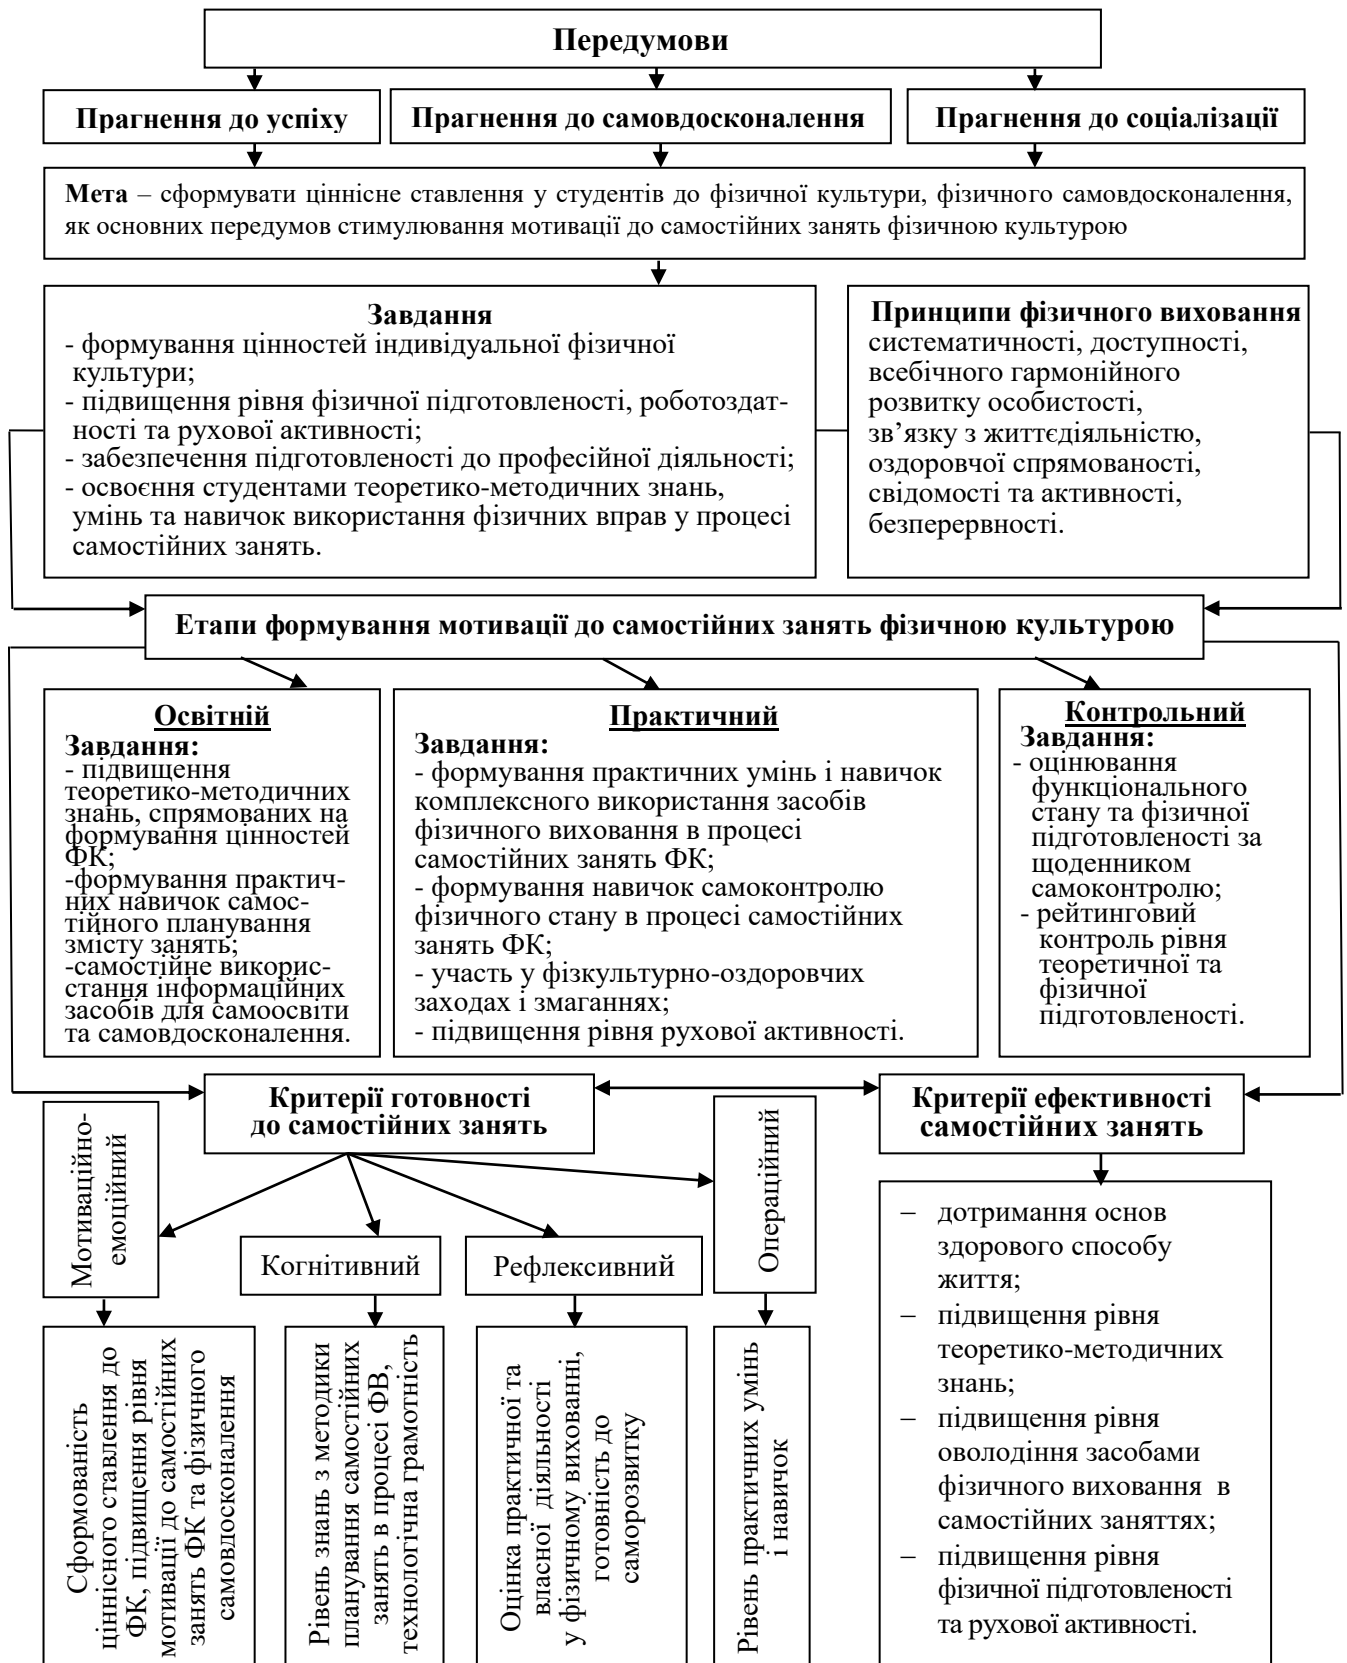 Передумови
Прагнення до успіху
Прагнення до самовдосконалення
Прагнення до соціалізації
Мета – сформувати ціннісне ставлення у студентів до фізичної культури, фізичного самовдосконалення,
як основних передумов стимулювання мотивації до самостійних занять фізичною культурою
Завдання
- формування цінностей індивідуальної фізичної
культури;
- підвищення рівня фізичної підготовленості, роботоздат-
ності та рухової активності;
- забезпечення підготовленості до професійної діяльності;
- освоєння студентами теоретико-методичних знань,
умінь та навичок використання фізичних вправ у процесі
самостійних занять.
Принципи фізичного виховання
систематичності, доступності,
всебічного гармонійного
розвитку особистості,
зв’язку з життєдіяльністю,
оздоровчої спрямованості,
свідомості та активності,
безперервності.
Етапи формування мотивації до самостійних занять фізичною культурою
Освітній
Завдання:
- підвищення
теоретико-методичних
знань, спрямованих на
формування цінностей
ФК;
-формування практич-
них навичок самос-
тійного планування
змісту занять;
-самостійне викорис-
стання інформаційних
засобів для самоосвіти
та самовдосконалення.
Практичний
Завдання:
- формування практичних умінь і навичок
комплексного використання засобів
фізичного виховання в процесі
самостійних занять ФК;
- формування навичок самоконтролю
фізичного стану в процесі самостійних
занять ФК;
- участь у фізкультурно-оздоровчих
заходах і змаганнях;
- підвищення рівня рухової активності.
Контрольний
Завдання:
- оцінювання
функціонального
стану та фізичної
підготовленості за
щоденником
самоконтролю;
- рейтинговий
контроль рівня
теоретичної та
фізичної
підготовленості.
Критерії готовності
до самостійних занять
Критерії ефективності
самостійних занять
Мотиваційно-
емоційний
Когнітивний
Рефлексивний
Операційний
Сформованість
ціннісного ставлення до
ФК, підвищення рівня
мотивації до самостійних
занять ФК та фізичного
самовдосконалення
Рівень знань з методики
планування самостійних
занять в процесі ФВ,
технологічна грамотність
Оцінка практичної та
власної діяльності
у фізичному вихованні,
готовність до
саморозвитку
Рівень практичних умінь
і навичок
– дотримання основ
здорового способу
життя;
– підвищення рівня
теоретико-методичних
знань;
– підвищення рівня
оволодіння засобами
фізичного виховання в
самостійних заняттях;
– підвищення рівня
фізичної підготовленості
та рухової активності.